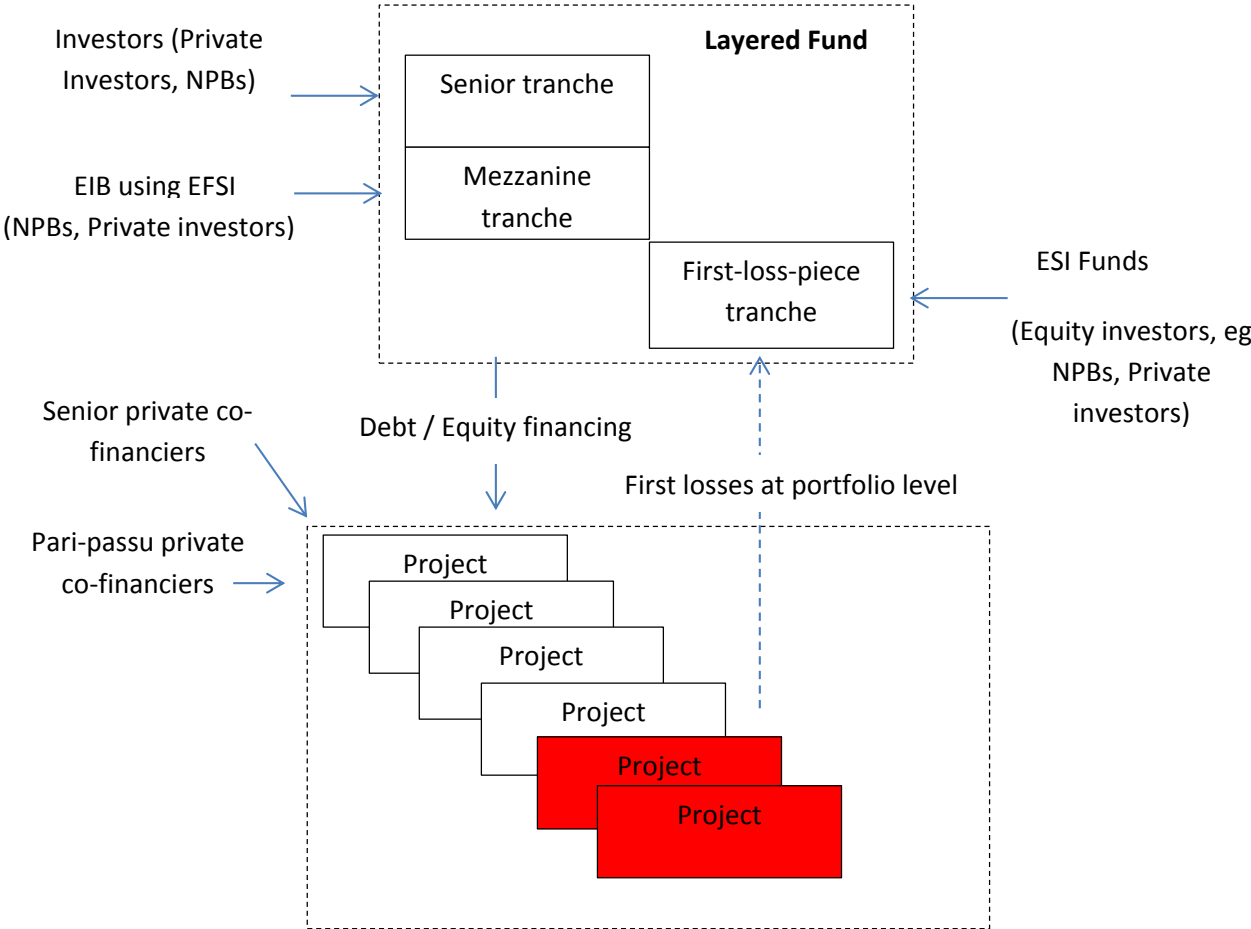 Investors (Private
Investors, NPBs)
Layered Fund
Senior tranche
EIB using EFSI
(NPBs, Private investors)
Mezzanine
tranche
First-loss-piece
tranche
ESI Funds
(Equity investors, eg
NPBs, Private
investors)
Senior private co-
financiers
Debt / Equity financing
First losses at portfolio level
Pari-passu private
co-financiers
Project
Project
Project
Project
Project
Project